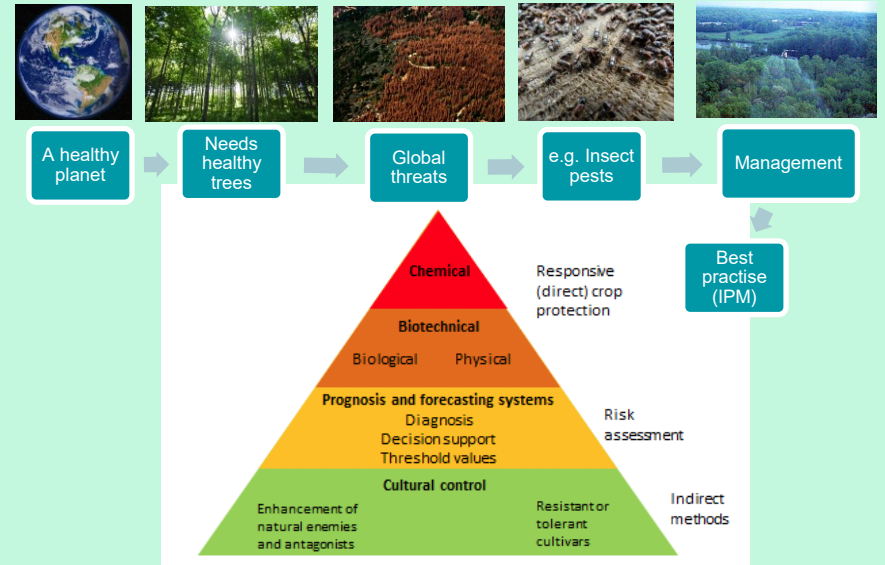 A healthy
planet
Needs
healthy
trees
Global
threats
e.g. Insect
pests
Management
Best
practise
(IPM)
Chemical
Responsive
(direct) crop
protection
Biotechnical
Biological Physical
Prognosis and forecasting systems
Diagnosis
Decision support
Threshold values
Risk
assessment
Cultural control
Enhancement of
natural enemies
and antagonists
Resistant or
tolerant
cultivars
Indirect
methods